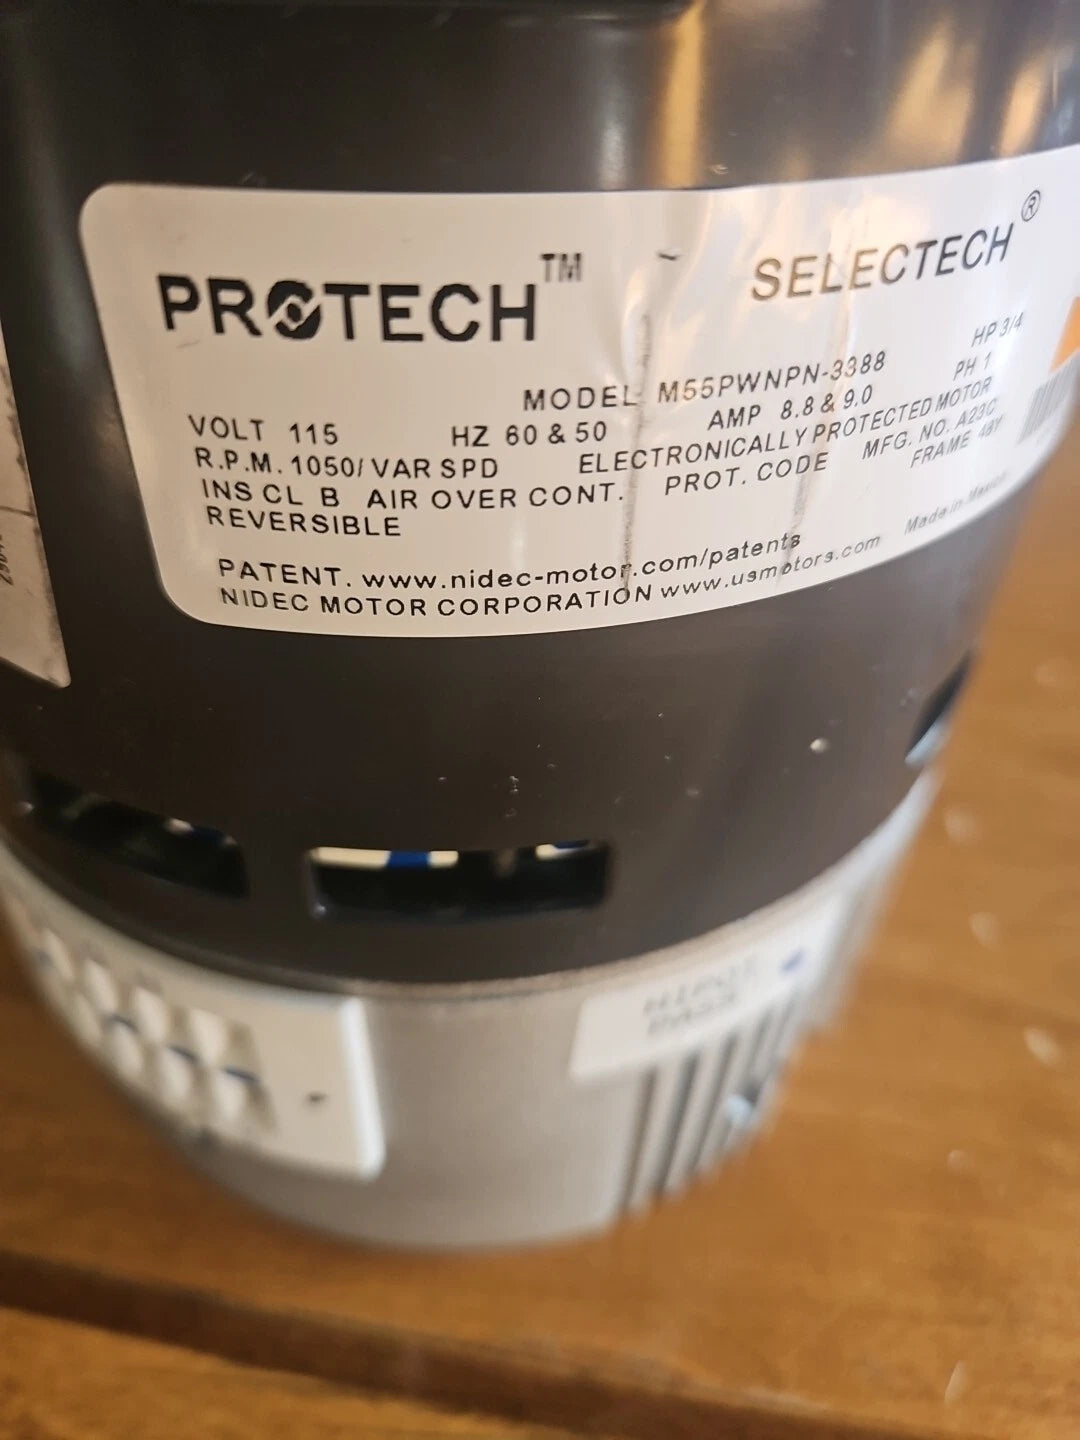 PROTECH™
SELECTECH®
MODEL M55PWNPN-3388
HP 3/4
VOLT 115 HZ 60 & 50 AMP 8.8 & 9.0 PH 1
R.P.M. 1050/ VAR SPD ELECTRONICALLY PROTECTED MOTOR
INS CL B AIR OVER CONT. PROT. CODE MFG. NO. A23C
REVERSIBLE FRAME 48Y
PATENT. www.nidec-motor.com/patents
NIDEC MOTOR CORPORATION www.usmotors.com Made in Mexico
HIPOT